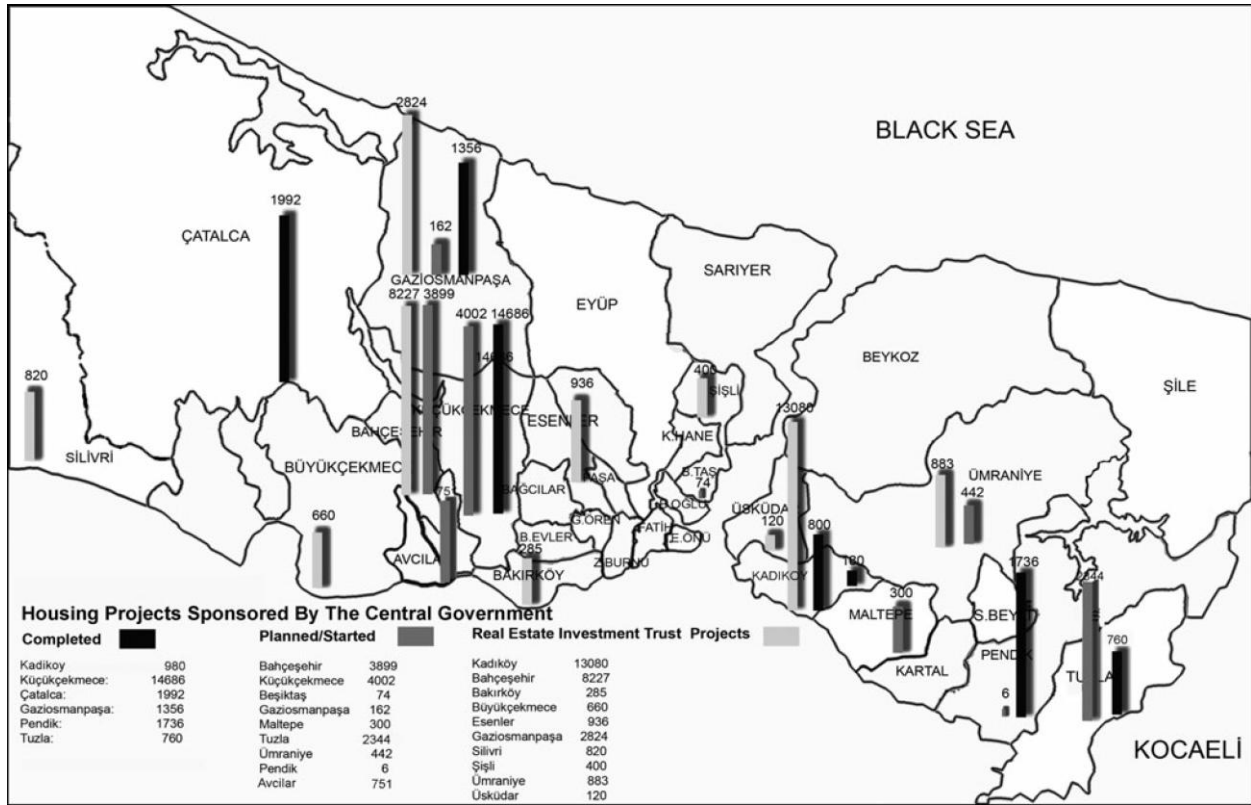 2824
1356
BLACK SEA
1992
ÇATALCA
162
GAZİOSMANPAŞA
SARIYER
8227 3899
EYÜP
4002 14686
BEYKOZ
820
936
400
ŞİŞLİ
ŞİLE
13080
ESENLER
K.HANE
SİLİVRİ
BÜYÜKÇEKMEC
B.TAŞ
883
ÜMRANİYE
751
BAĞCILAR
74
ÜSKÜDA
442
660
G.ÖREN
120
800
B.EVLER
FATİH
E.ÖNÜ
AVCILA
285
Z.BURNU
BAKIRKÖY
KADIKÖY
180
1736
2344
300
MALTEPE
S.BEY
KARTAL
PENDİK
760
6
KOCAELİ
Housing Projects Sponsored By The Central Government
Completed
Kadikoy 980
Küçükçekmece: 14686
Çatalca: 1992
Gaziosmanpaşa: 1356
Pendik: 1736
Tuzla: 760
Planned/Started
Bahçeşehir 3899
Küçükçekmece 4002
Beşiktaş 74
Gaziosmanpaşa 162
Maltepe 300
Tuzla 2344
Ümraniye 442
Pendik 6
Avcilar 751
Real Estate Investment Trust Projects
Kadıköy 13080
Bahçeşehir 8227
Bakırköy 285
Büyükçekmece 660
Esenler 936
Gaziosmanpaşa 2824
Silivri 820
Şişli 400
Ümraniye 883
Üsküdar 120